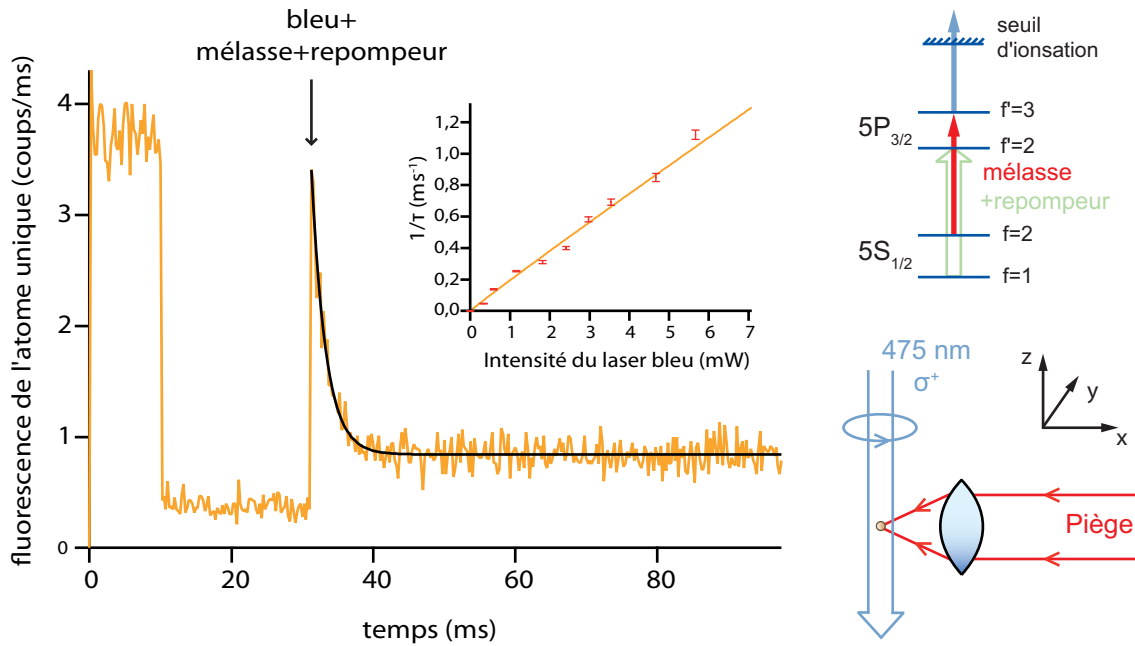 bleu+
mélasse+repompeur
fluorescence de l'atome unique (coups/ms)
4
3
2
1
0
0 20 40 60 80
temps (ms)
1/τ (ms⁻¹)
1,2
1,0
0,8
0,6
0,4
0,2
0,0
0 1 2 3 4 5 6 7
Intensité du laser bleu (mW)
seuil
d'ionsation
f'=3
5P3/2
f'=2
mélasse
+repompeur
f=2
5S1/2
f=1
475 nm
σ⁺
z
y
x
Piège